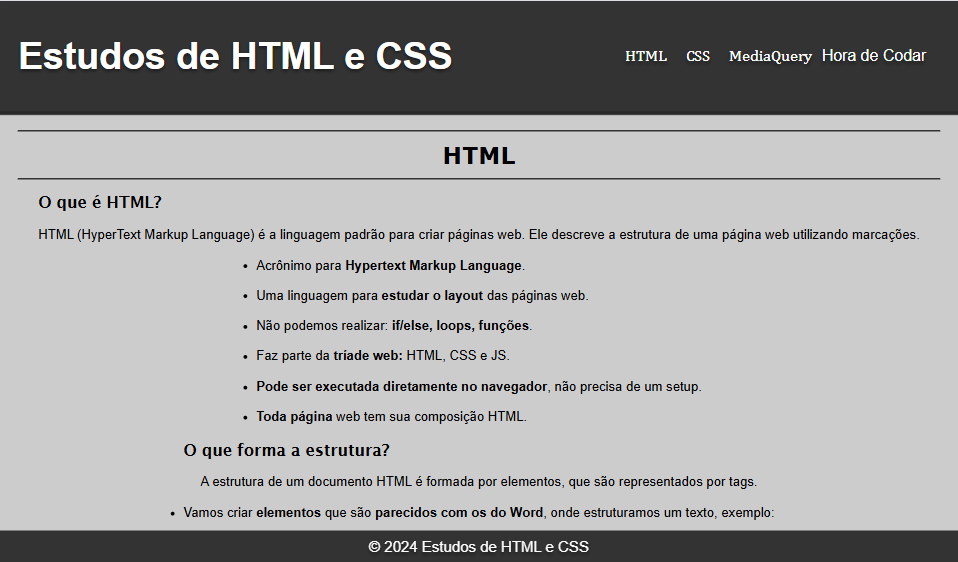 Estudos de HTML e CSS
HTML CSS MediaQuery Hora de Codar
HTML
O que é HTML?
HTML (HyperText Markup Language) é a linguagem padrão para criar páginas web. Ele descreve a estrutura de uma página web utilizando marcações.
• Acrônimo para Hypertext Markup Language.
• Uma linguagem para estudar o layout das páginas web.
• Não podemos realizar: if/else, loops, funções.
• Faz parte da tríade web: HTML, CSS e JS.
• Pode ser executada diretamente no navegador, não precisa de um setup.
• Toda página web tem sua composição HTML.
O que forma a estrutura?
A estrutura de um documento HTML é formada por elementos, que são representados por tags.
• Vamos criar elementos que são parecidos com os do Word, onde estruturamos um texto, exemplo:
© 2024 Estudos de HTML e CSS